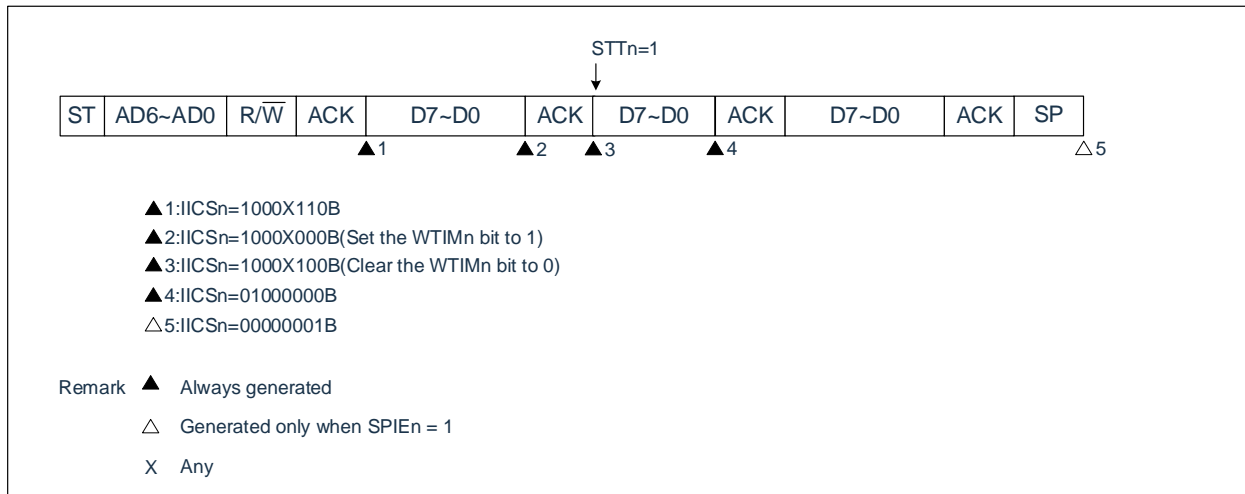 STTn=1
ST AD6~AD0 R/W̅ ACK D7~D0 ACK D7~D0 ACK D7~D0 ACK SP
▲1 ▲2 ▲3 ▲4 △5
▲1:IICSn=1000X110B
▲2:IICSn=1000X000B(Set the WTIMn bit to 1)
▲3:IICSn=1000X100B(Clear the WTIMn bit to 0)
▲4:IICSn=01000000B
△5:IICSn=00000001B
Remark ▲ Always generated
△ Generated only when SPIEn = 1
X Any